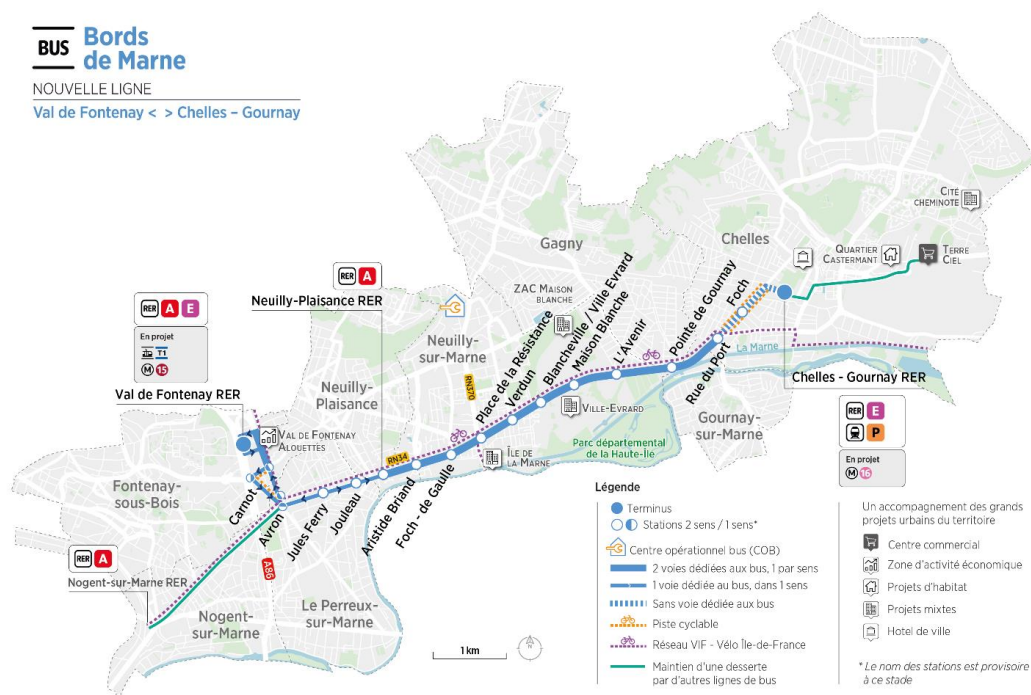 BUS
Bords
de Marne
NOUVELLE LIGNE
Val de Fontenay < > Chelles – Gournay
CITÉ
CHEMINOTE
Gagny
Chelles
QUARTIER
CASTERMANT
TERRE
CIEL
RER A
Neuilly-Plaisance RER
ZAC MAISON
BLANCHE
RER A E
En projet
T1
M 15
Val de Fontenay RER
Neuilly-
sur-Marne
Neuilly-
Plaisance
RN370
RN34
Place de la Résistance
Verdun
Blancheville / Ville Evrard
Maison Blanche
L'Avenir
Pointe de Gournay
Foch
Rue du Port
La Marne
Chelles - Gournay RER
RER E
P
En projet
M 16
VAL DE FONTENAY
ALOUETTES
VILLE-EVRARD
Gournay-
sur-Marne
Parc départemental
de la Haute-Île
ÎLE DE
LA MARNE
Fontenay-
sous-Bois
Carnot
Avron
Jules Ferry
Jouleau
Aristide Briand
Foch - de Gaulle
RER A
Nogent-sur-Marne RER
A86
Nogent-
sur-Marne
Le Perreux-
sur-Marne
1 km
N
Légende
Terminus
Stations 2 sens / 1 sens*
Centre opérationnel bus (COB)
2 voies dédiées aux bus, 1 par sens
1 voie dédiée au bus, dans 1 sens
Sans voie dédiée aux bus
Piste cyclable
Réseau VIF - Vélo Île-de-France
Maintien d'une desserte
par d'autres lignes de bus
Un accompagnement des grands
projets urbains du territoire
Centre commercial
Zone d'activité économique
Projets d'habitat
Projets mixtes
Hotel de ville
* Le nom des stations est provisoire
à ce stade